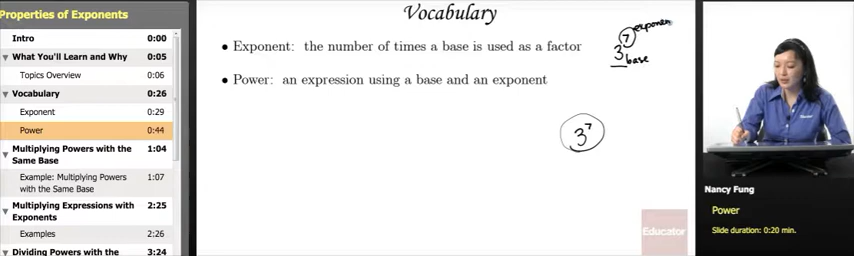 Properties of Exponents
Intro 0:00
What You'll Learn and Why 0:05
Topics Overview 0:06
Vocabulary 0:26
Exponent 0:29
Power 0:44
Multiplying Powers with the 1:04
Same Base
Example: Multiplying Powers 1:07
with the Same Base
Multiplying Expressions with 2:25
Exponents
Examples 2:26
Dividing Powers with the 3:24
Vocabulary
• Exponent: the number of times a base is used as a factor
• Power: an expression using a base and an exponent
7 exponent
3 base
3⁷
Educator
Nancy Fung
Power
Slide duration: 0:20 min.